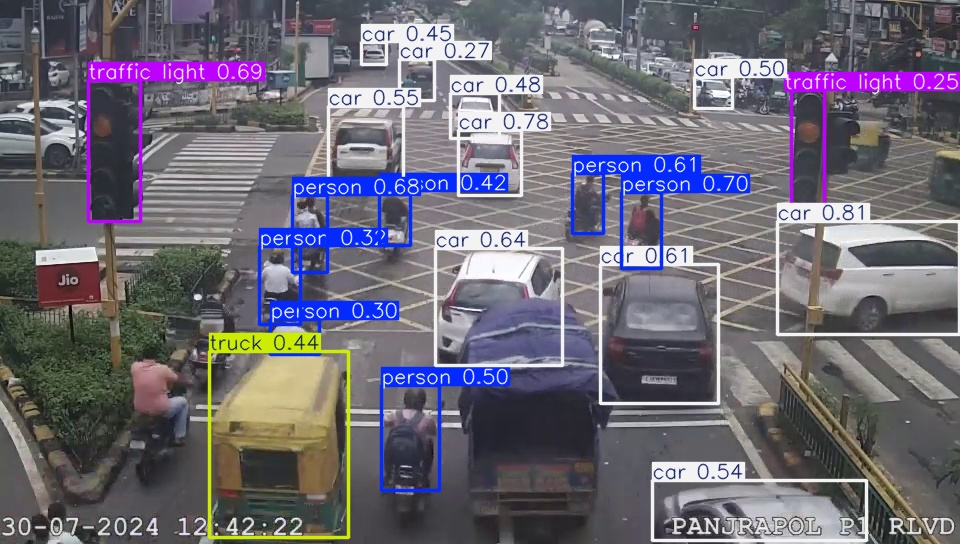 car 0.45
car 0.27
car 0.50
traffic light 0.69
traffic light 0.25
car 0.48
car 0.55
car 0.78
person 0.61
person 0.68
son 0.42
person 0.70
car 0.81
person 0.32
car 0.64
car 0.61
Jio
person 0.30
truck 0.44
person 0.50
car 0.54
30-07-2024 12:42:22
PANJRAPOL P1 RLVD